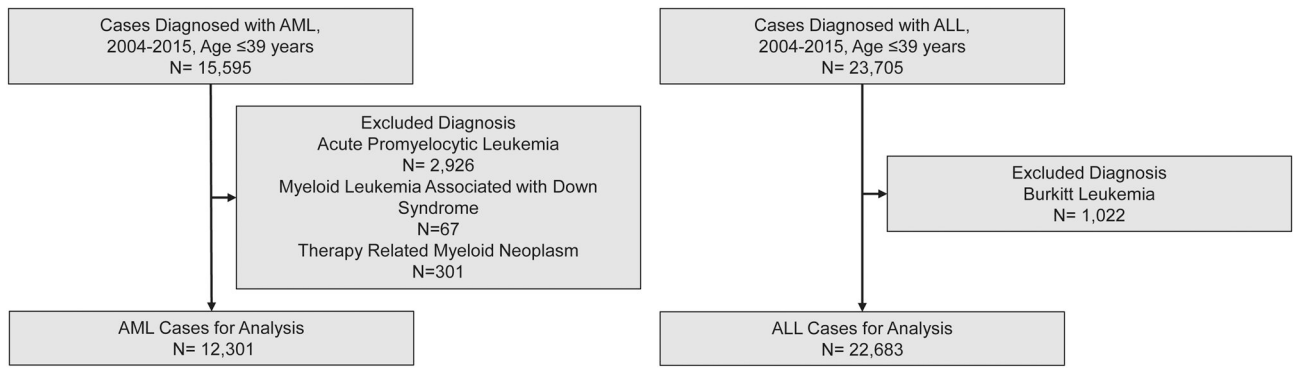 Cases Diagnosed with AML,
2004-2015, Age ≤39 years
N= 15,595
Excluded Diagnosis
Acute Promyelocytic Leukemia
N= 2,926
Myeloid Leukemia Associated with Down
Syndrome
N=67
Therapy Related Myeloid Neoplasm
N=301
AML Cases for Analysis
N= 12,301
Cases Diagnosed with ALL,
2004-2015, Age ≤39 years
N= 23,705
Excluded Diagnosis
Burkitt Leukemia
N= 1,022
ALL Cases for Analysis
N= 22,683